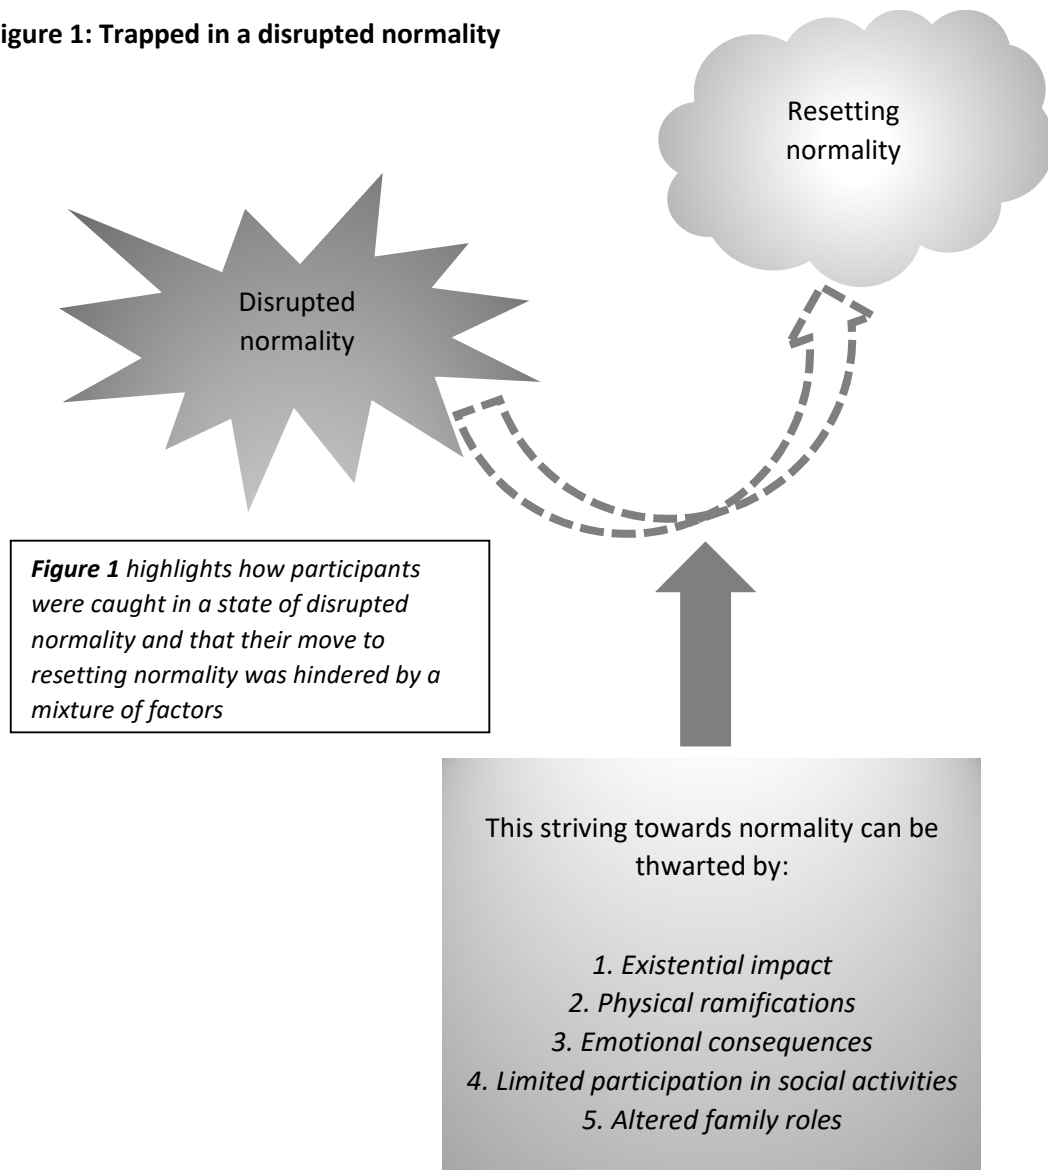 igure 1: Trapped in a disrupted normality
Resetting
normality
Disrupted
normality
Figure 1 highlights how participants
were caught in a state of disrupted
normality and that their move to
resetting normality was hindered by a
mixture of factors
This striving towards normality can be
thwarted by:
1. Existential impact
2. Physical ramifications
3. Emotional consequences
4. Limited participation in social activities
5. Altered family roles